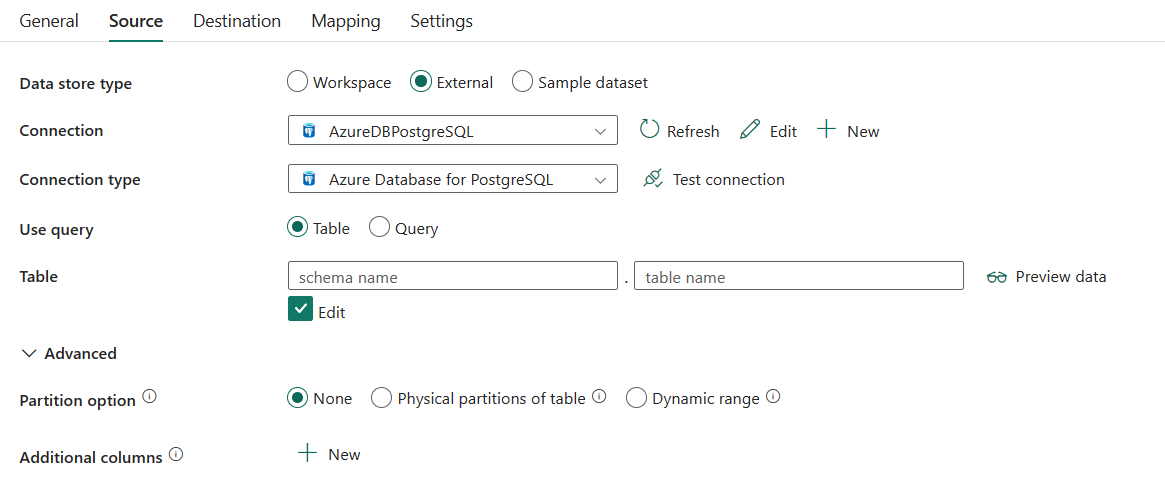 General Source Destination Mapping Settings
Data store type Workspace External Sample dataset
Connection AzureDBPostgreSQL Refresh Edit New
Connection type Azure Database for PostgreSQL Test connection
Use query Table Query
Table schema name . table name Preview data
Edit
Advanced
Partition option None Physical partitions of table Dynamic range
Additional columns New